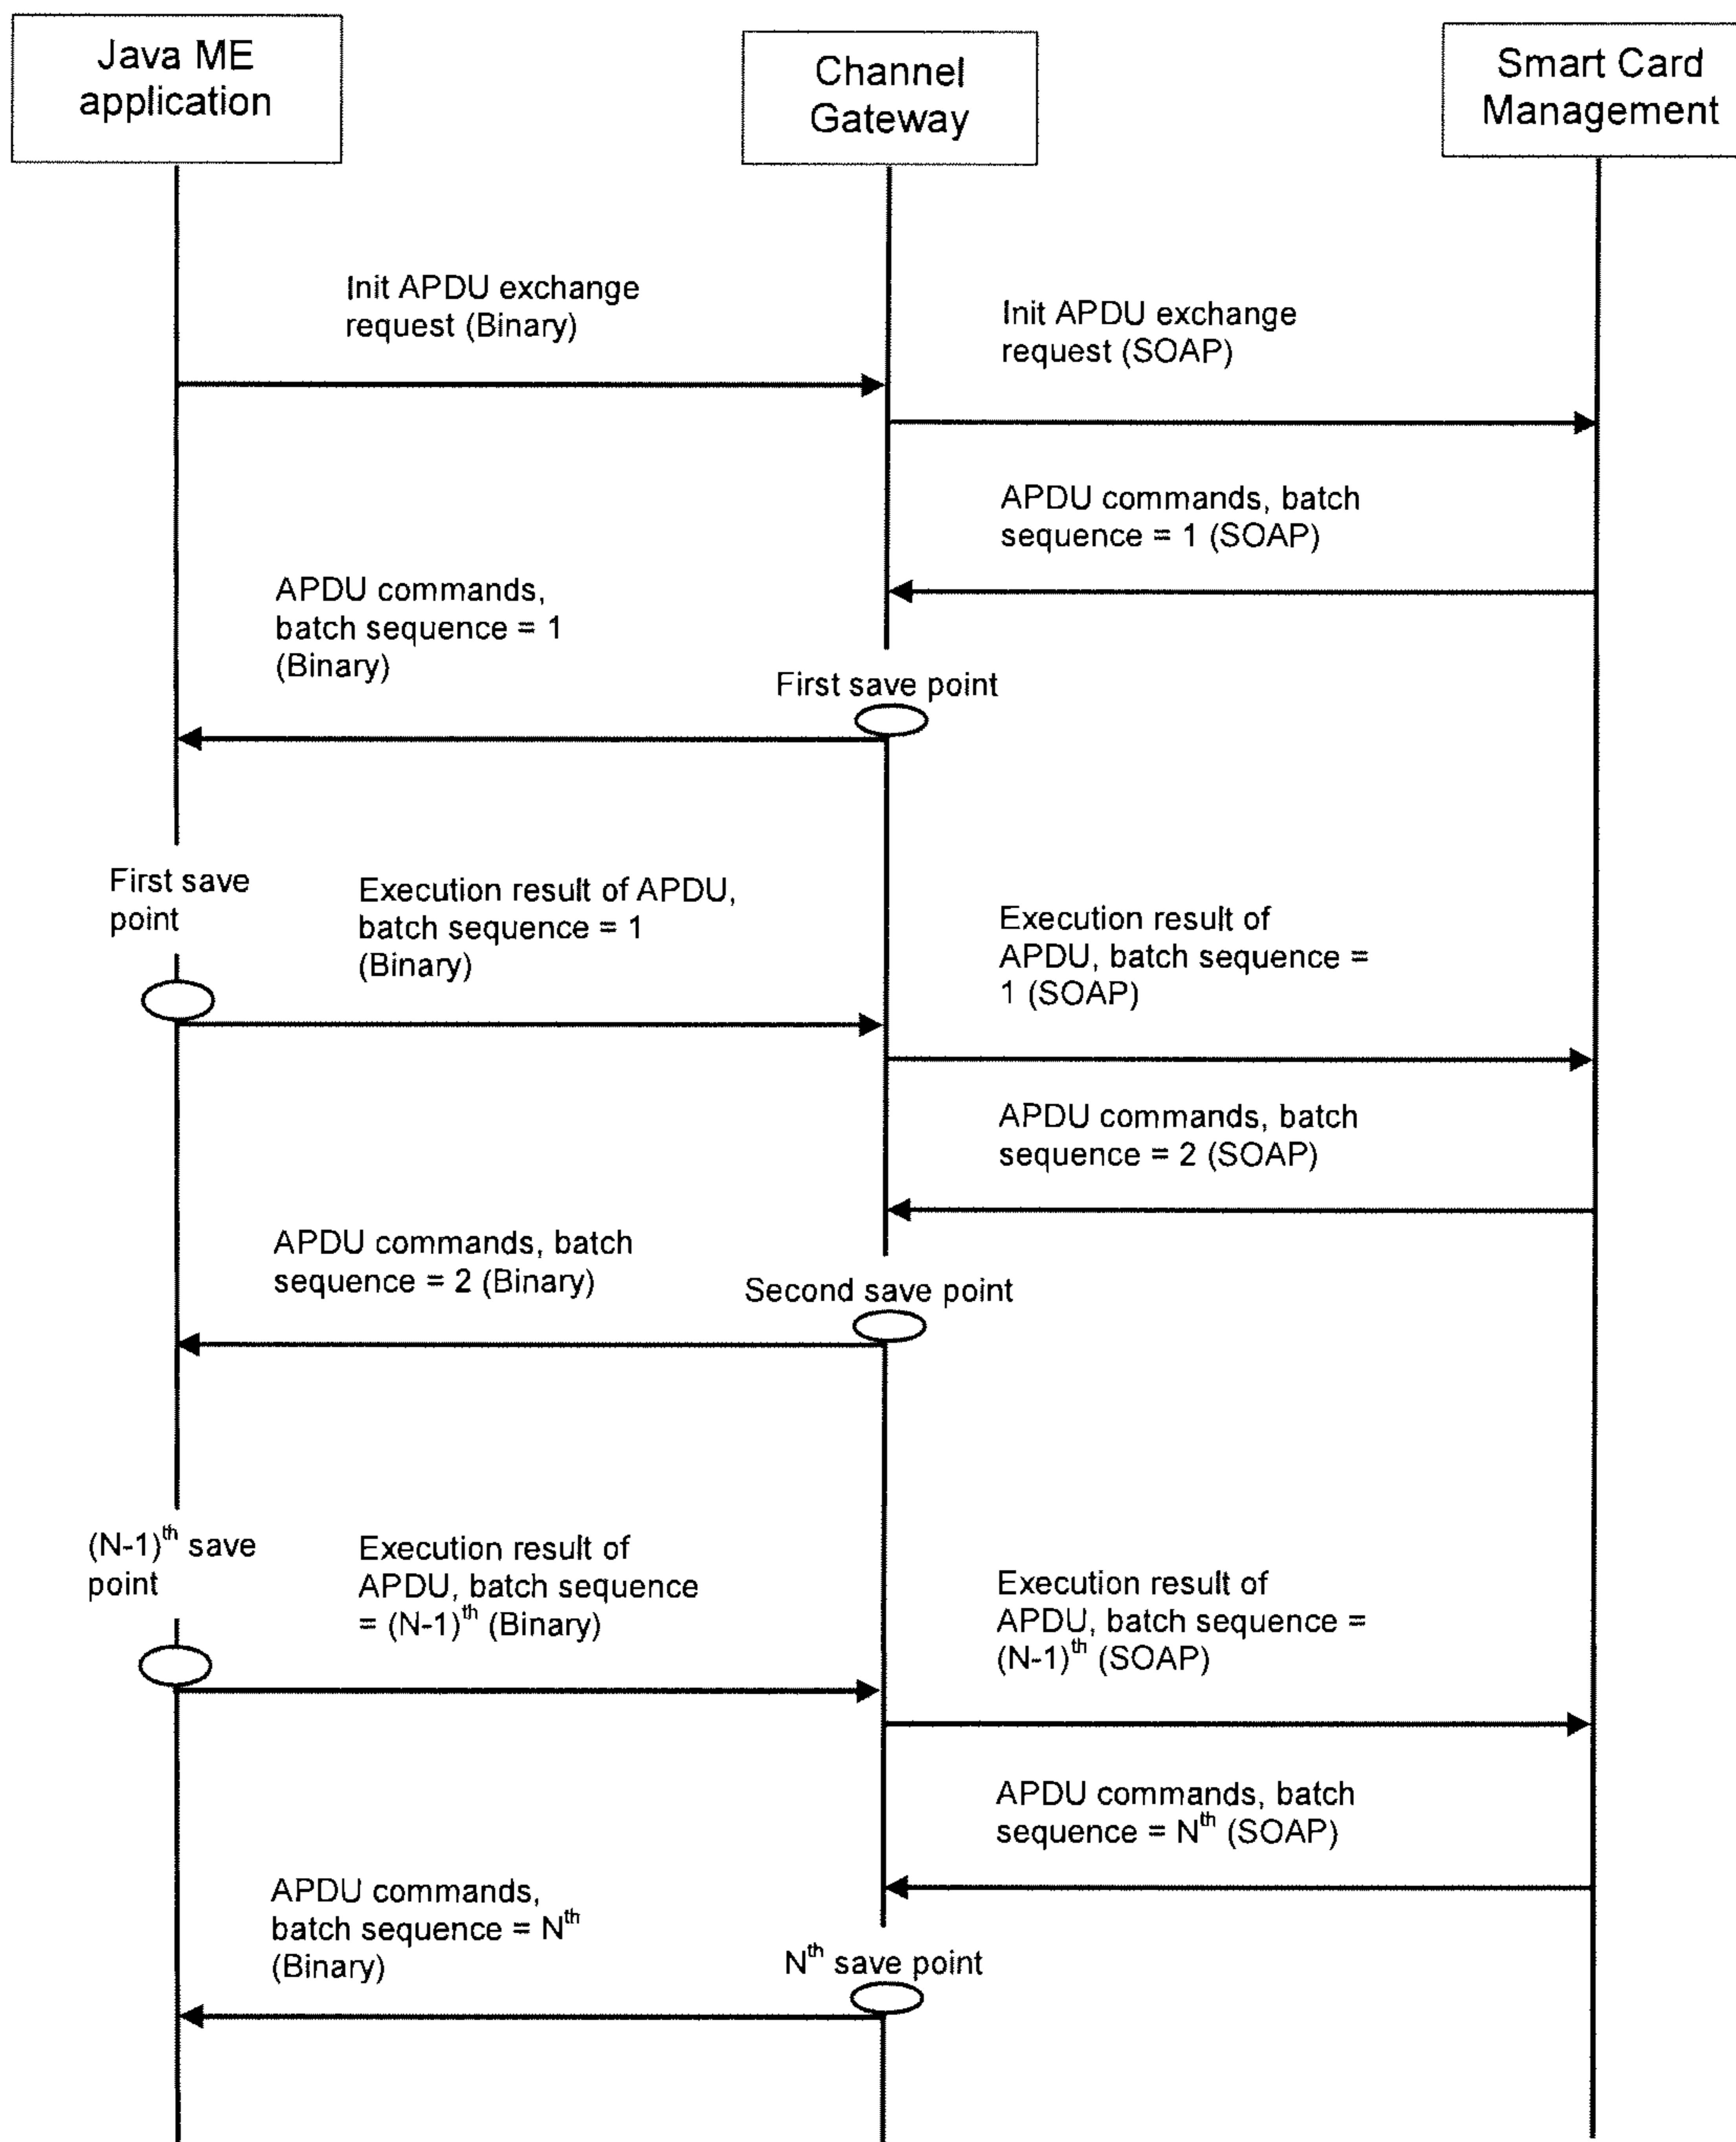 Java ME
application
Channel
Gateway
Smart Card
Management
Init APDU exchange
request (Binary)
Init APDU exchange
request (SOAP)
APDU commands, batch
sequence = 1 (SOAP)
APDU commands,
batch sequence = 1
(Binary)
First save point
First save
point
Execution result of APDU,
batch sequence = 1
(Binary)
Execution result of
APDU, batch sequence =
1 (SOAP)
APDU commands, batch
sequence = 2 (SOAP)
APDU commands, batch
sequence = 2 (Binary)
Second save point
(N-1)th save
point
Execution result of
APDU, batch sequence
= (N-1)th (Binary)
Execution result of
APDU, batch sequence =
(N-1)th (SOAP)
APDU commands, batch
sequence = Nth (SOAP)
APDU commands,
batch sequence = Nth
(Binary)
Nth save point